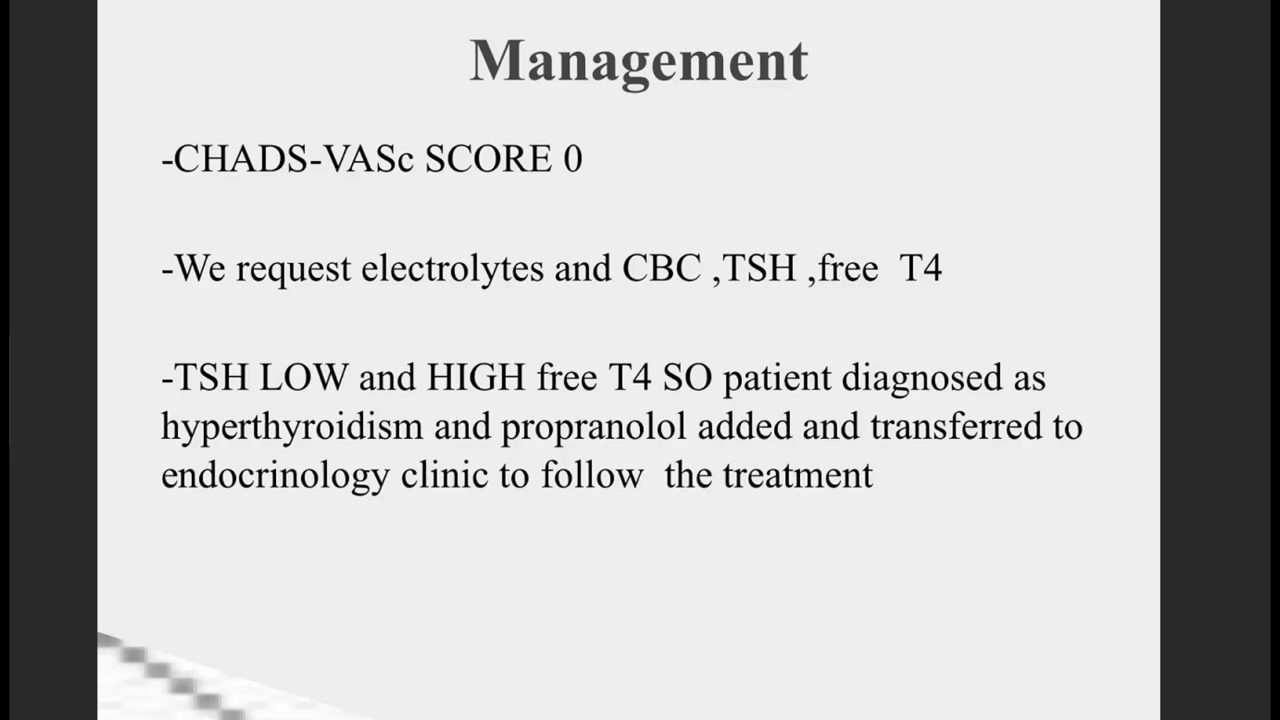 Management
-CHADS-VASc SCORE 0
-We request electrolytes and CBC ,TSH ,free  T4
-TSH LOW and HIGH free T4 SO patient diagnosed as
hyperthyroidism and propranolol added and transferred to
endocrinology clinic to follow  the treatment